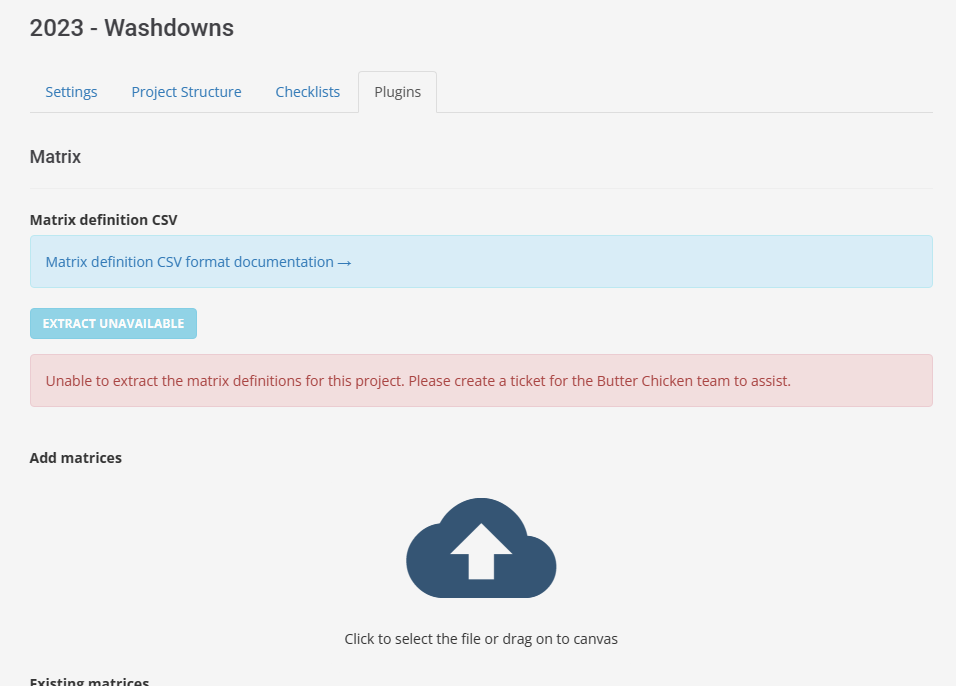 2023 - Washdowns
Settings
Project Structure
Checklists
Plugins
Matrix
Matrix definition CSV
Matrix definition CSV format documentation →
EXTRACT UNAVAILABLE
Unable to extract the matrix definitions for this project. Please create a ticket for the Butter Chicken team to assist.
Add matrices
Click to select the file or drag on to canvas
Existing matrices